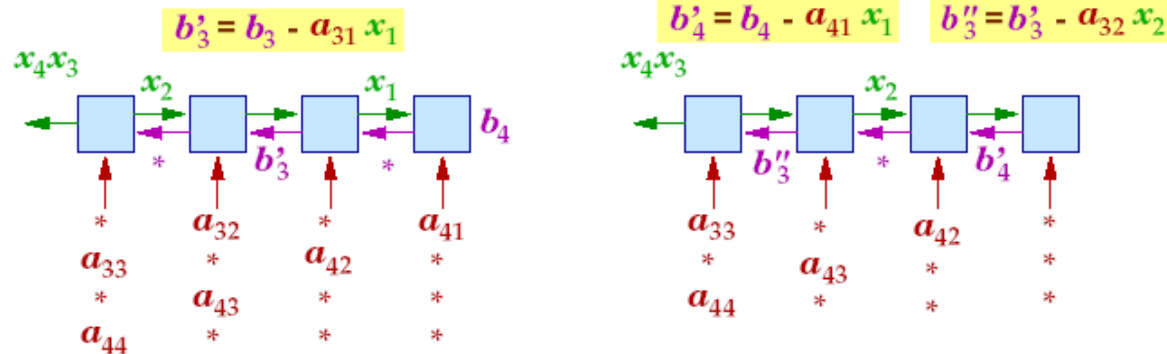 b'₃ = b₃ - a₃₁ x₁
x₄x₃
x₂
x₁
b₄
*
b'₃
*
* a₃₂ * a₄₁
a₃₃ * a₄₂ *
* a₄₃ * *
a₄₄ * * *
b'₄ = b₄ - a₄₁ x₁
b''₃ = b'₃ - a₃₂ x₂
x₄x₃
x₂
b''₃
*
b'₄
a₃₃ * a₄₂ *
* a₄₃ * *
a₄₄ * * *